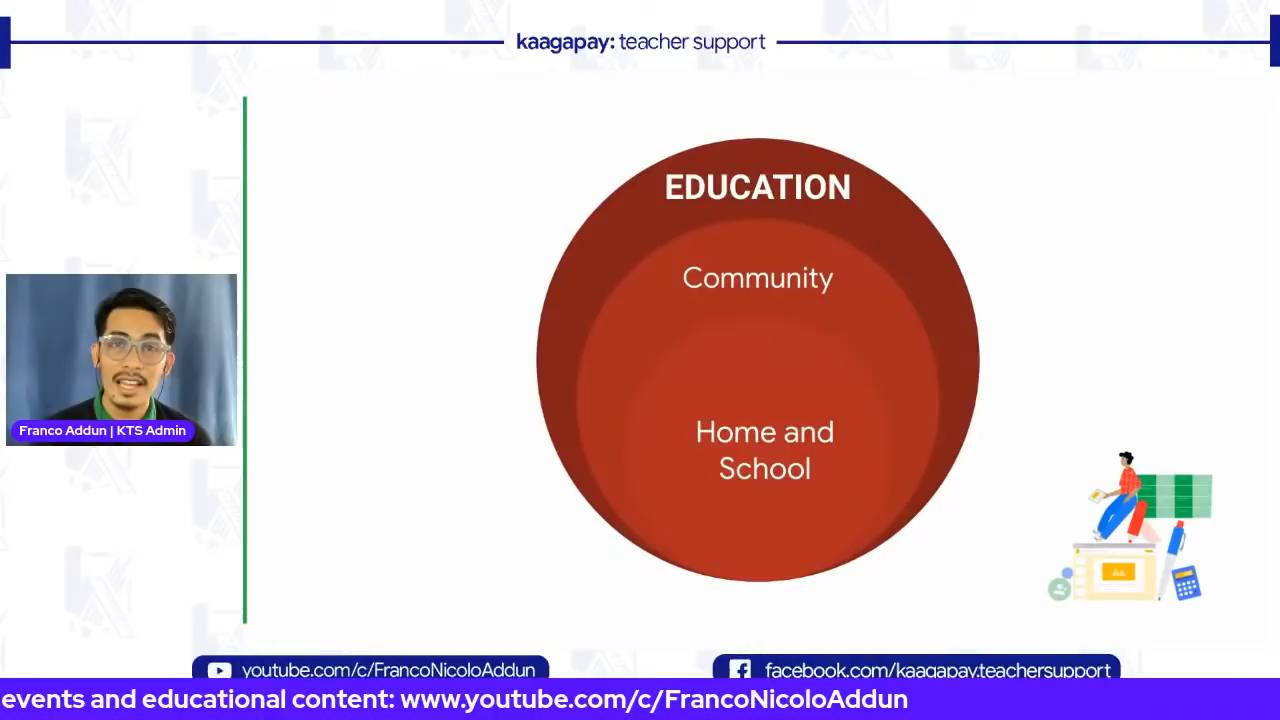 kaagapay: teacher support
EDUCATION
Community
Home and
School
Franco Addun | KTS Admin
youtube.com/c/FrancoNicoloAddun
facebook.com/kaagapay.teachersupport
events and educational content: www.youtube.com/c/FrancoNicoloAddun